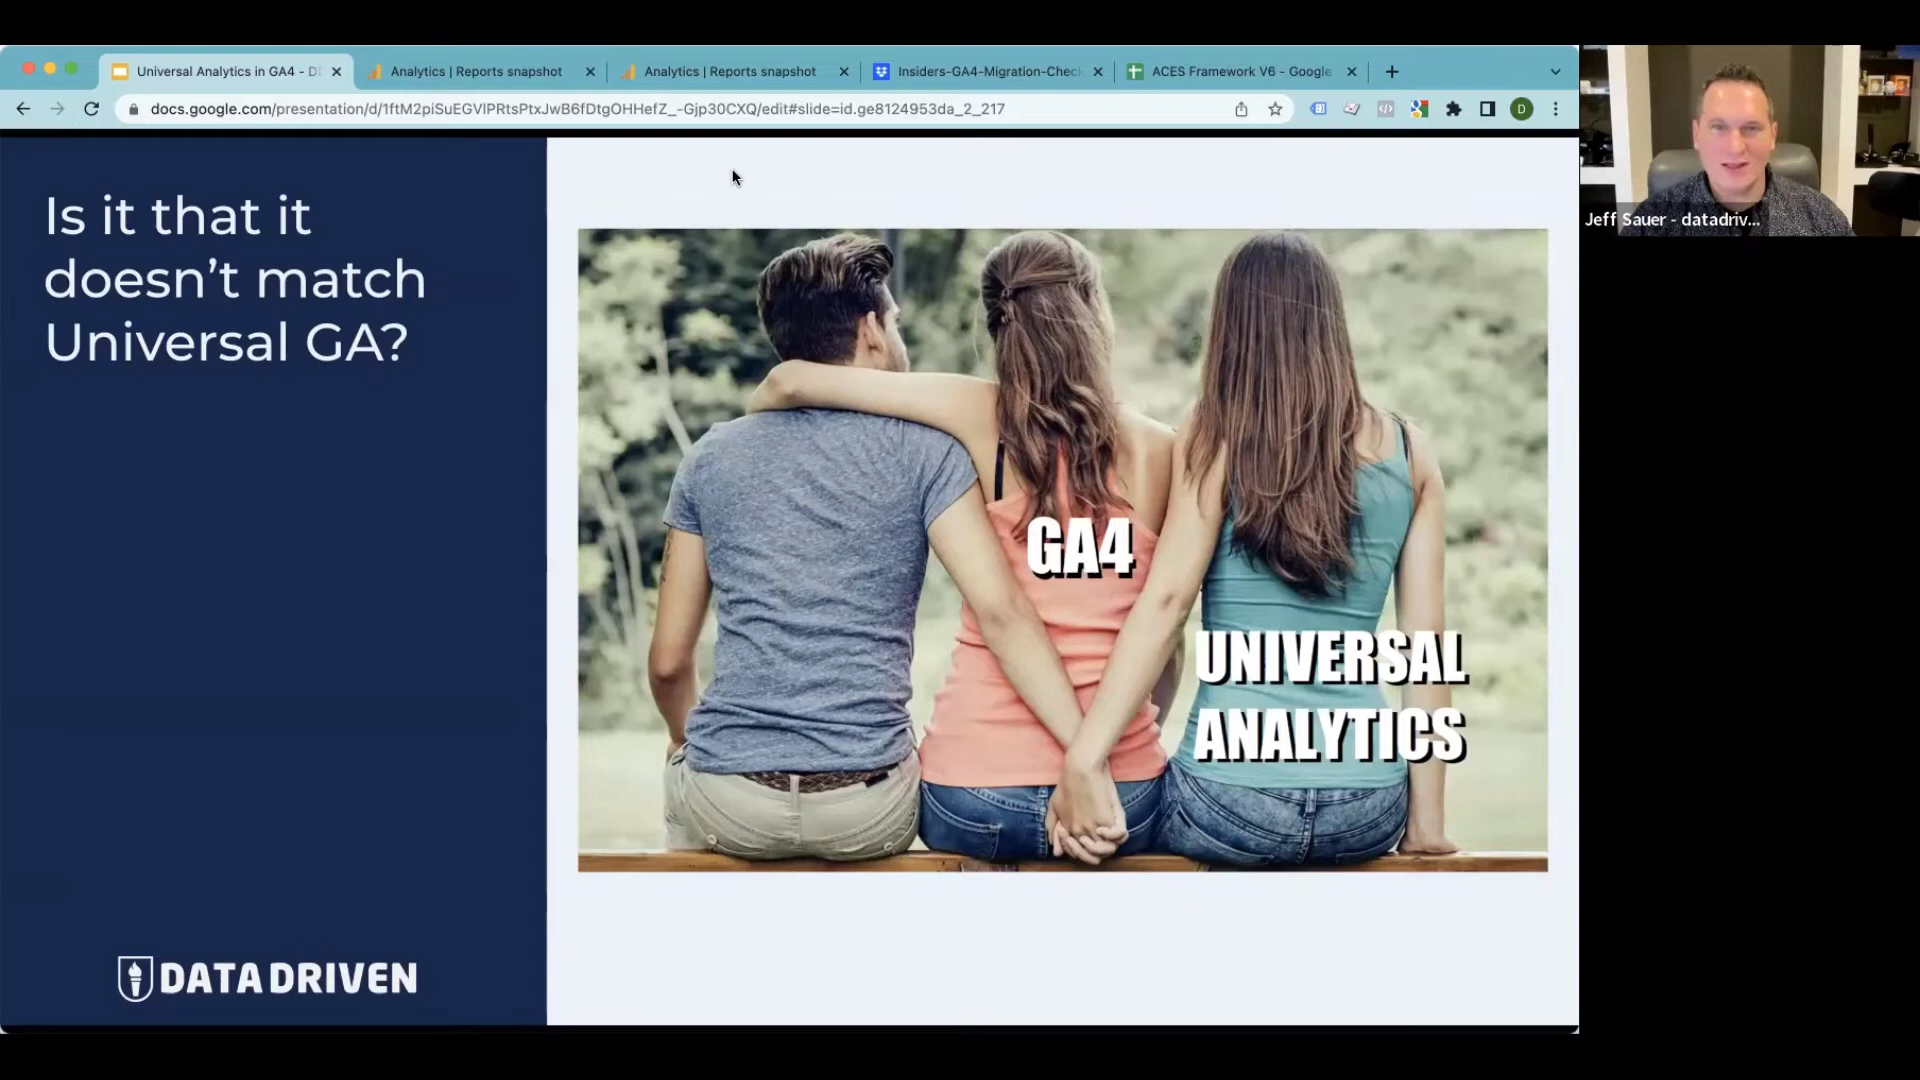 Universal Analytics in GA4 - D
Analytics | Reports snapshot
Analytics | Reports snapshot
Insiders-GA4-Migration-Chec
ACES Framework V6 - Google
docs.google.com/presentation/d/1ftM2piSuEGVlPRtsPtxJwB6fDtgOHHefZ_-Gjp30CXQ/edit#slide=id.ge8124953da_2_217
D
Jeff Sauer - datadriv...
Is it that it
doesn’t match
Universal GA?
GA4
UNIVERSAL
ANALYTICS
DATA DRIVEN